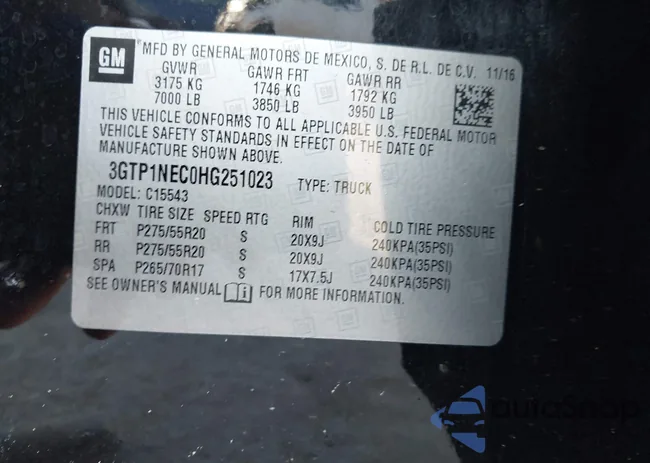 GM
MFD BY GENERAL MOTORS DE MEXICO, S. DE R.L. DE C.V. 11/16
GVWR GAWR FRT GAWR RR
3175 KG 1746 KG 1792 KG
7000 LB 3850 LB 3950 LB
THIS VEHICLE CONFORMS TO ALL APPLICABLE U.S. FEDERAL MOTOR
VEHICLE SAFETY STANDARDS IN EFFECT ON THE DATE OF
MANUFACTURE SHOWN ABOVE.
3GTP1NEC0HG251023 TYPE: TRUCK
MODEL: C15543
CHXW TIRE SIZE SPEED RTG RIM COLD TIRE PRESSURE
FRT P275/55R20 S 20X9J 240KPA(35PSI)
RR P275/55R20 S 20X9J 240KPA(35PSI)
SPA P265/70R17 S 17X7.5J 240KPA(35PSI)
SEE OWNER'S MANUAL FOR MORE INFORMATION.